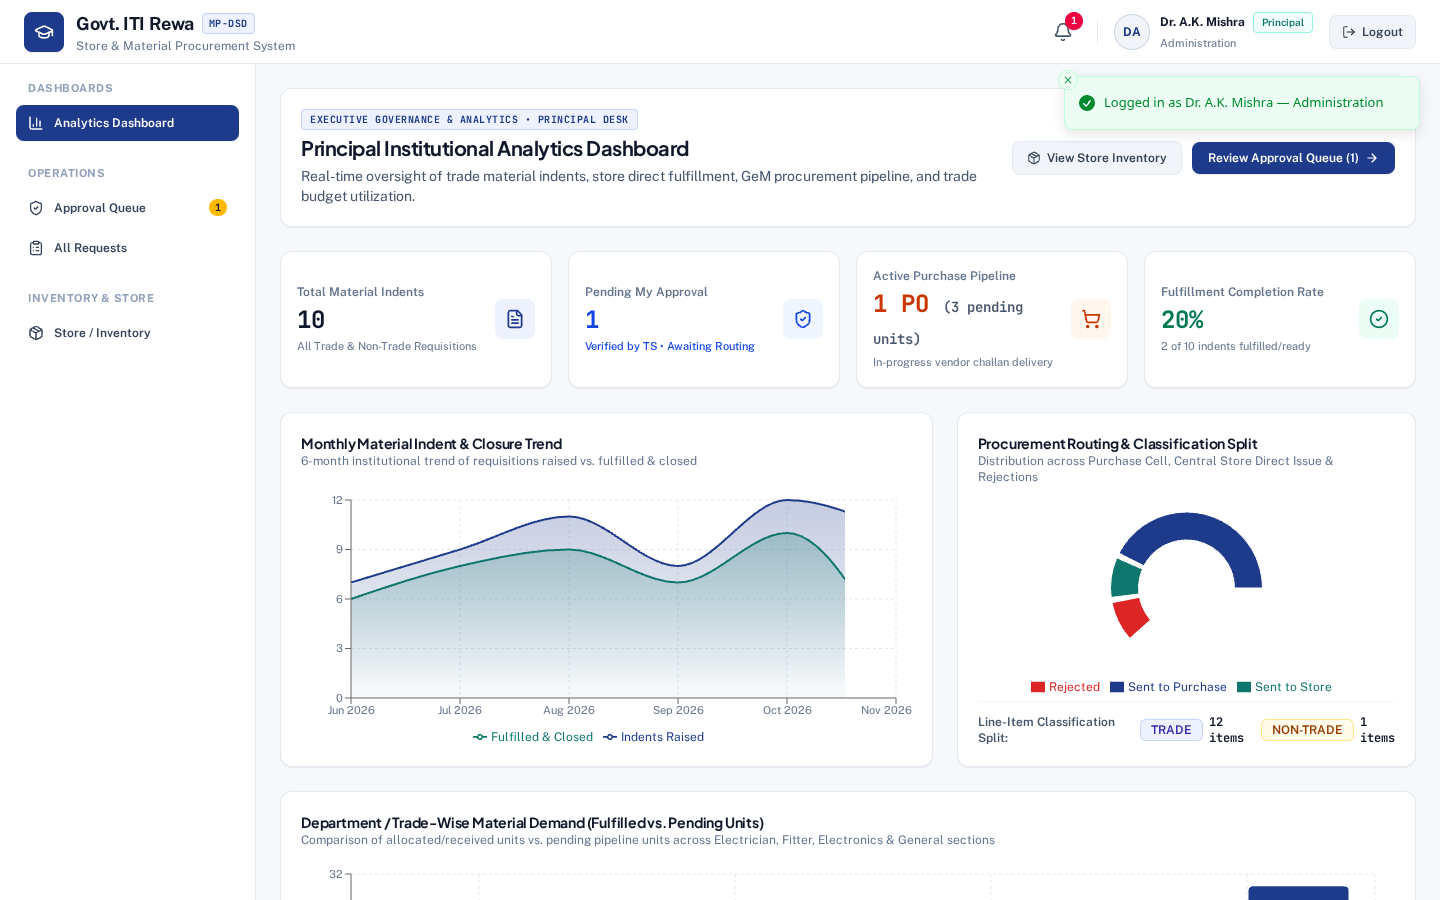 Govt. ITI Rewa MP-DSD
Store & Material Procurement System
1
DA
Dr. A.K. Mishra Principal
Administration
Logout
Logged in as Dr. A.K. Mishra — Administration
DASHBOARDS
Analytics Dashboard
OPERATIONS
Approval Queue 1
All Requests
INVENTORY & STORE
Store / Inventory
EXECUTIVE GOVERNANCE & ANALYTICS • PRINCIPAL DESK
Principal Institutional Analytics Dashboard
Real-time oversight of trade material indents, store direct fulfillment, GeM procurement pipeline, and trade
budget utilization.
View Store Inventory
Review Approval Queue (1)
Total Material Indents
10
All Trade & Non-Trade Requisitions
Pending My Approval
1
Verified by TS • Awaiting Routing
Active Purchase Pipeline
1 PO (3 pending
units)
In-progress vendor challan delivery
Fulfillment Completion Rate
20%
2 of 10 indents fulfilled/ready
Monthly Material Indent & Closure Trend
6-month institutional trend of requisitions raised vs. fulfilled & closed
12
9
6
3
0
Jun 2026 Jul 2026 Aug 2026 Sep 2026 Oct 2026 Nov 2026
Fulfilled & Closed Indents Raised
Procurement Routing & Classification Split
Distribution across Purchase Cell, Central Store Direct Issue &
Rejections
Rejected Sent to Purchase Sent to Store
Line-Item Classification
Split:
TRADE
12
items
NON-TRADE
1
items
Department / Trade-Wise Material Demand (Fulfilled vs. Pending Units)
Comparison of allocated/received units vs. pending pipeline units across Electrician, Fitter, Electronics & General sections
32